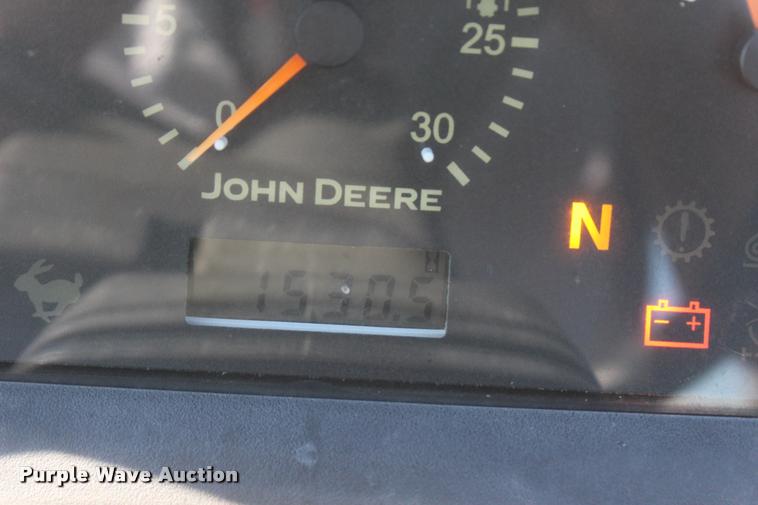 5
25
0
30
JOHN DEERE
N
H
1530.5
- +
Purple Wave Auction